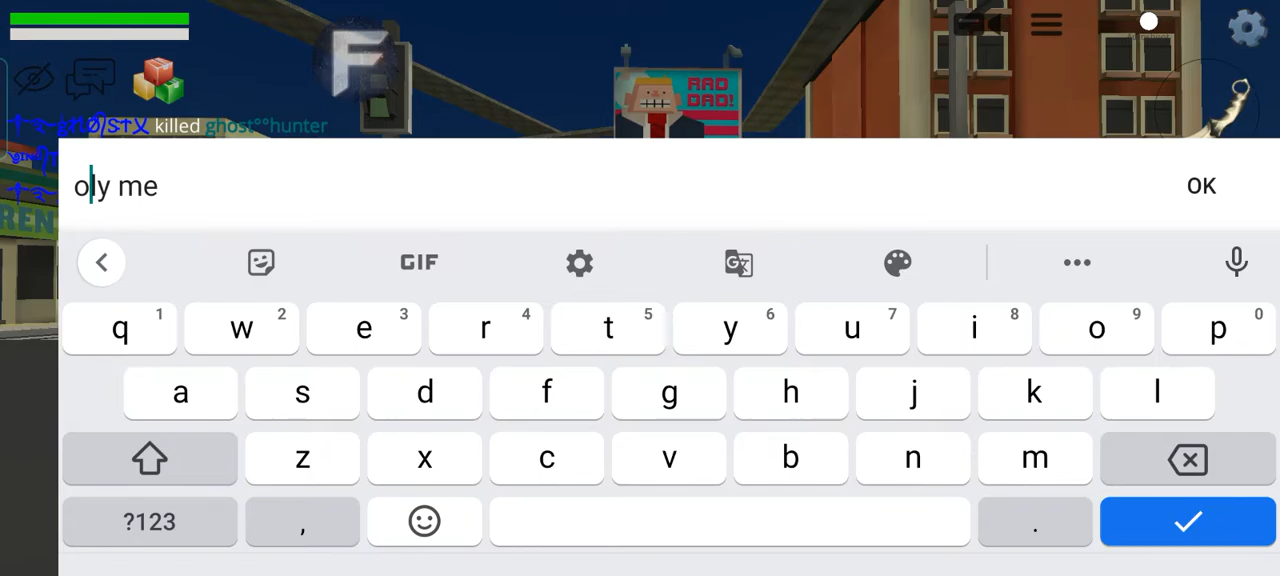 F
RAD
DAD!
killed ghost°°hunter
REN
oly me
OK
GIF
q 1 w 2 e 3 r 4 t 5 y 6 u 7 i 8 o 9 p 0
a s d f g h j k l
z x c v b n m
?123 , .